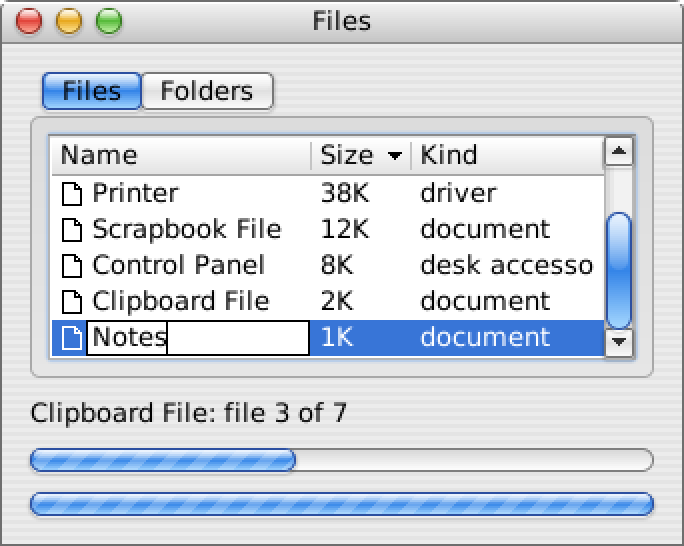 Files
Files Folders
Name Size Kind
Printer 38K driver
Scrapbook File 12K document
Control Panel 8K desk accesso
Clipboard File 2K document
Notes 1K document
Clipboard File: file 3 of 7